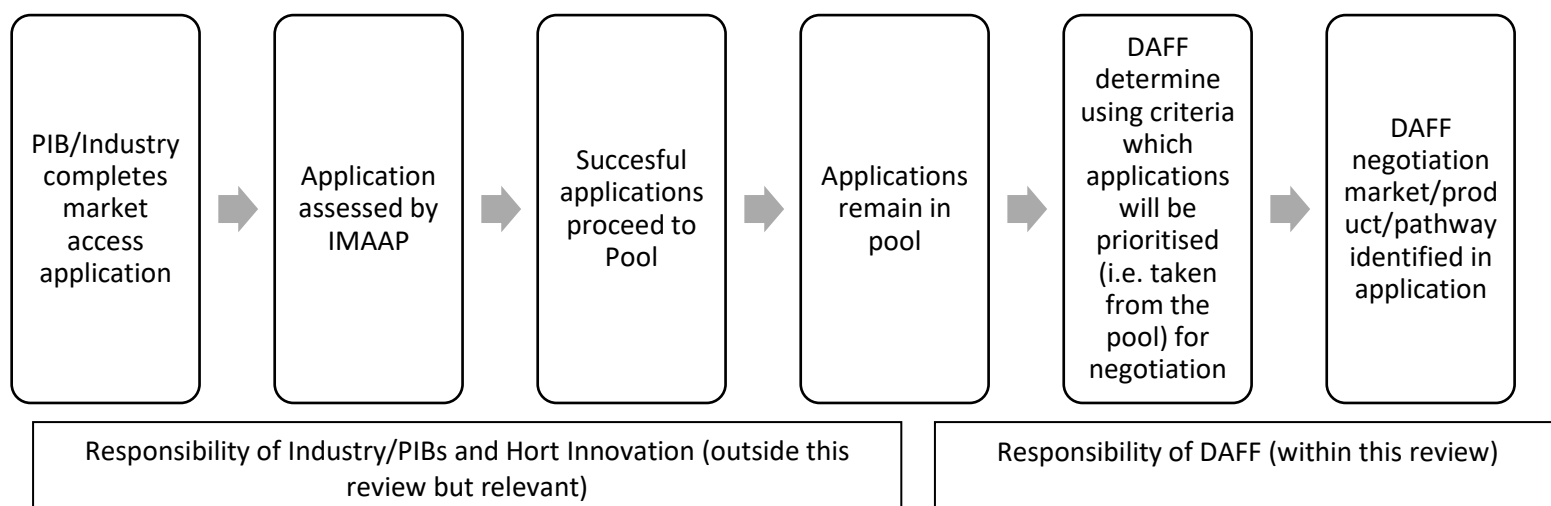 PIB/Industry
completes
market
access
application
Application
assessed by
IMAAP
Succesful
applications
proceed to
Pool
Applications
remain in
pool
DAFF
determine
using criteria
which
applications
will be
prioritised
(i.e. taken
from the
pool) for
negotiation
DAFF
negotiation
market/prod
uct/pathway
identified in
application
Responsibility of Industry/PIBs and Hort Innovation (outside this
review but relevant)
Responsibility of DAFF (within this review)